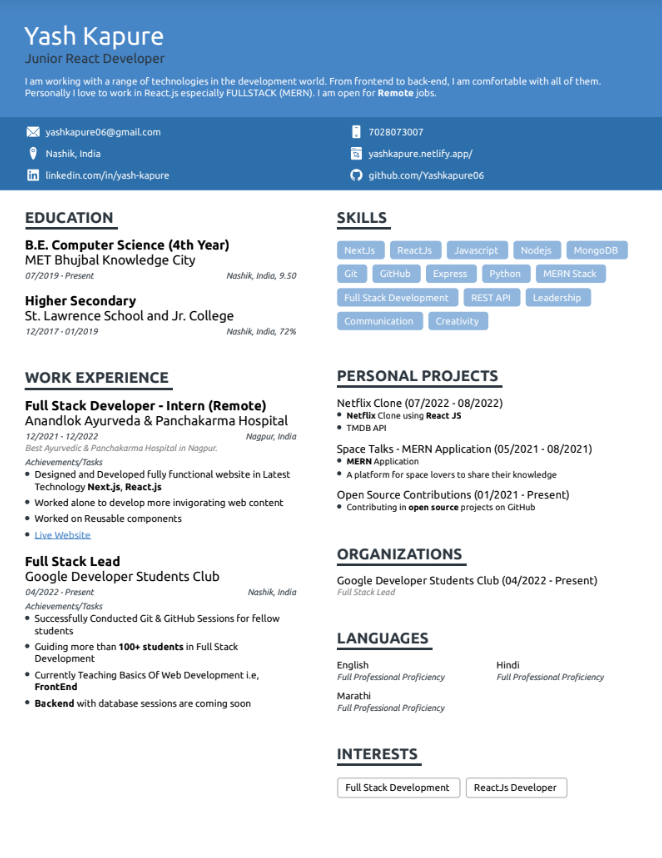 Yash Kapure
Junior React Developer
I am working with a range of technologies in the development world. From frontend to back-end, I am comfortable with all of them.
Personally I love to work in React.js especially FULLSTACK (MERN). I am open for Remote jobs.
yashkapure06@gmail.com
7028073007
Nashik, India
yashkapure.netlify.app/
linkedin.com/in/yash-kapure
github.com/Yashkapure06
EDUCATION
B.E. Computer Science (4th Year)
MET Bhujbal Knowledge City
07/2019 - Present
Nashik, India, 9.50
Higher Secondary
St. Lawrence School and Jr. College
12/2017 - 01/2019
Nashik, India, 72%
WORK EXPERIENCE
Full Stack Developer - Intern (Remote)
Anandlok Ayurveda & Panchakarma Hospital
12/2021 - 12/2022
Nagpur, India
Best Ayurvedic & Panchakarma Hospital in Nagpur.
Achievements/Tasks
Designed and Developed fully functional website in Latest
Technology Next.js, React.js
Worked alone to develop more invigorating web content
Worked on Reusable components
Live Website
Full Stack Lead
Google Developer Students Club
04/2022 - Present
Nashik, India
Achievements/Tasks
Successfully Conducted Git & GitHub Sessions for fellow
students
Guiding more than 100+ students in Full Stack
Development
Currently Teaching Basics Of Web Development i.e,
FrontEnd
Backend with database sessions are coming soon
SKILLS
NextJs ReactJs Javascript Nodejs MongoDB
Git GitHub Express Python MERN Stack
Full Stack Development REST API Leadership
Communication Creativity
PERSONAL PROJECTS
Netflix Clone (07/2022 - 08/2022)
Netflix Clone using React JS
TMDB API
Space Talks - MERN Application (05/2021 - 08/2021)
MERN Application
A platform for space lovers to share their knowledge
Open Source Contributions (01/2021 - Present)
Contributing in open source projects on GitHub
ORGANIZATIONS
Google Developer Students Club (04/2022 - Present)
Full Stack Lead
LANGUAGES
English
Full Professional Proficiency
Hindi
Full Professional Proficiency
Marathi
Full Professional Proficiency
INTERESTS
Full Stack Development ReactJs Developer